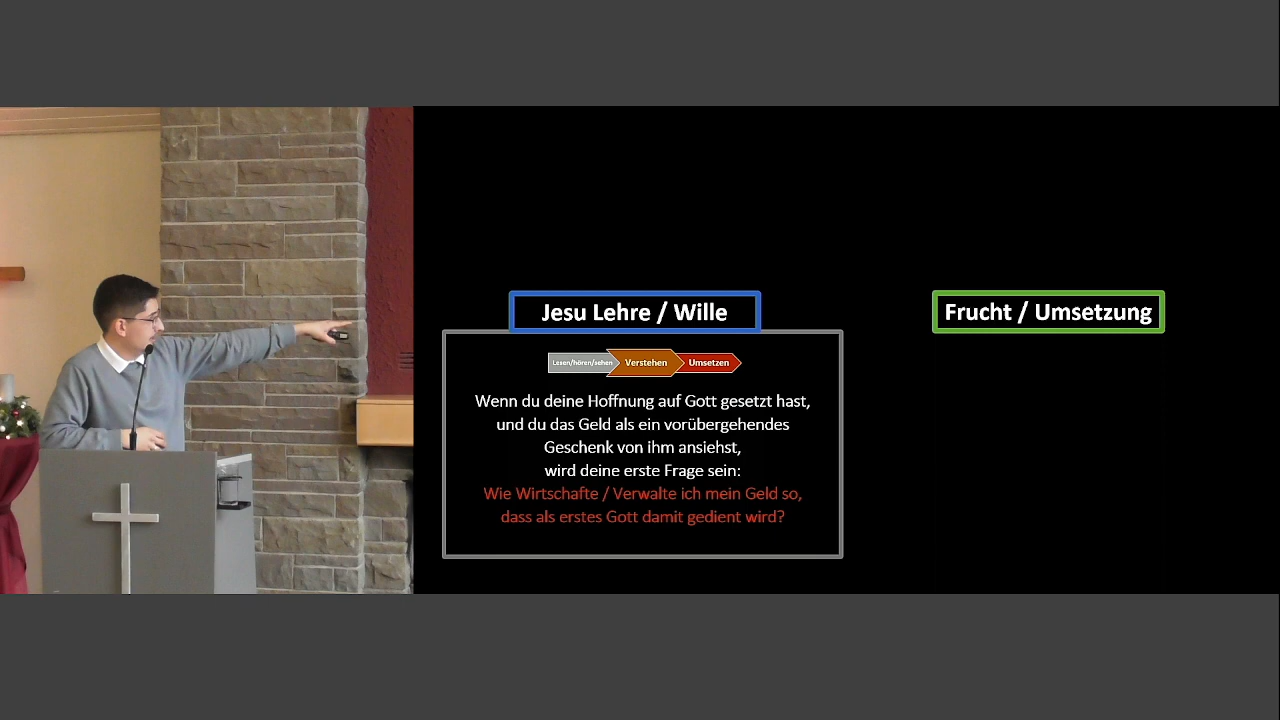 Jesu Lehre / Wille
Frucht / Umsetzung
Lesen/hören/sehen Verstehen Umsetzen
Wenn du deine Hoffnung auf Gott gesetzt hast,
und du das Geld als ein vorübergehendes
Geschenk von ihm ansiehst,
wird deine erste Frage sein:
Wie Wirtschafte / Verwalte ich mein Geld so,
dass als erstes Gott damit gedient wird?